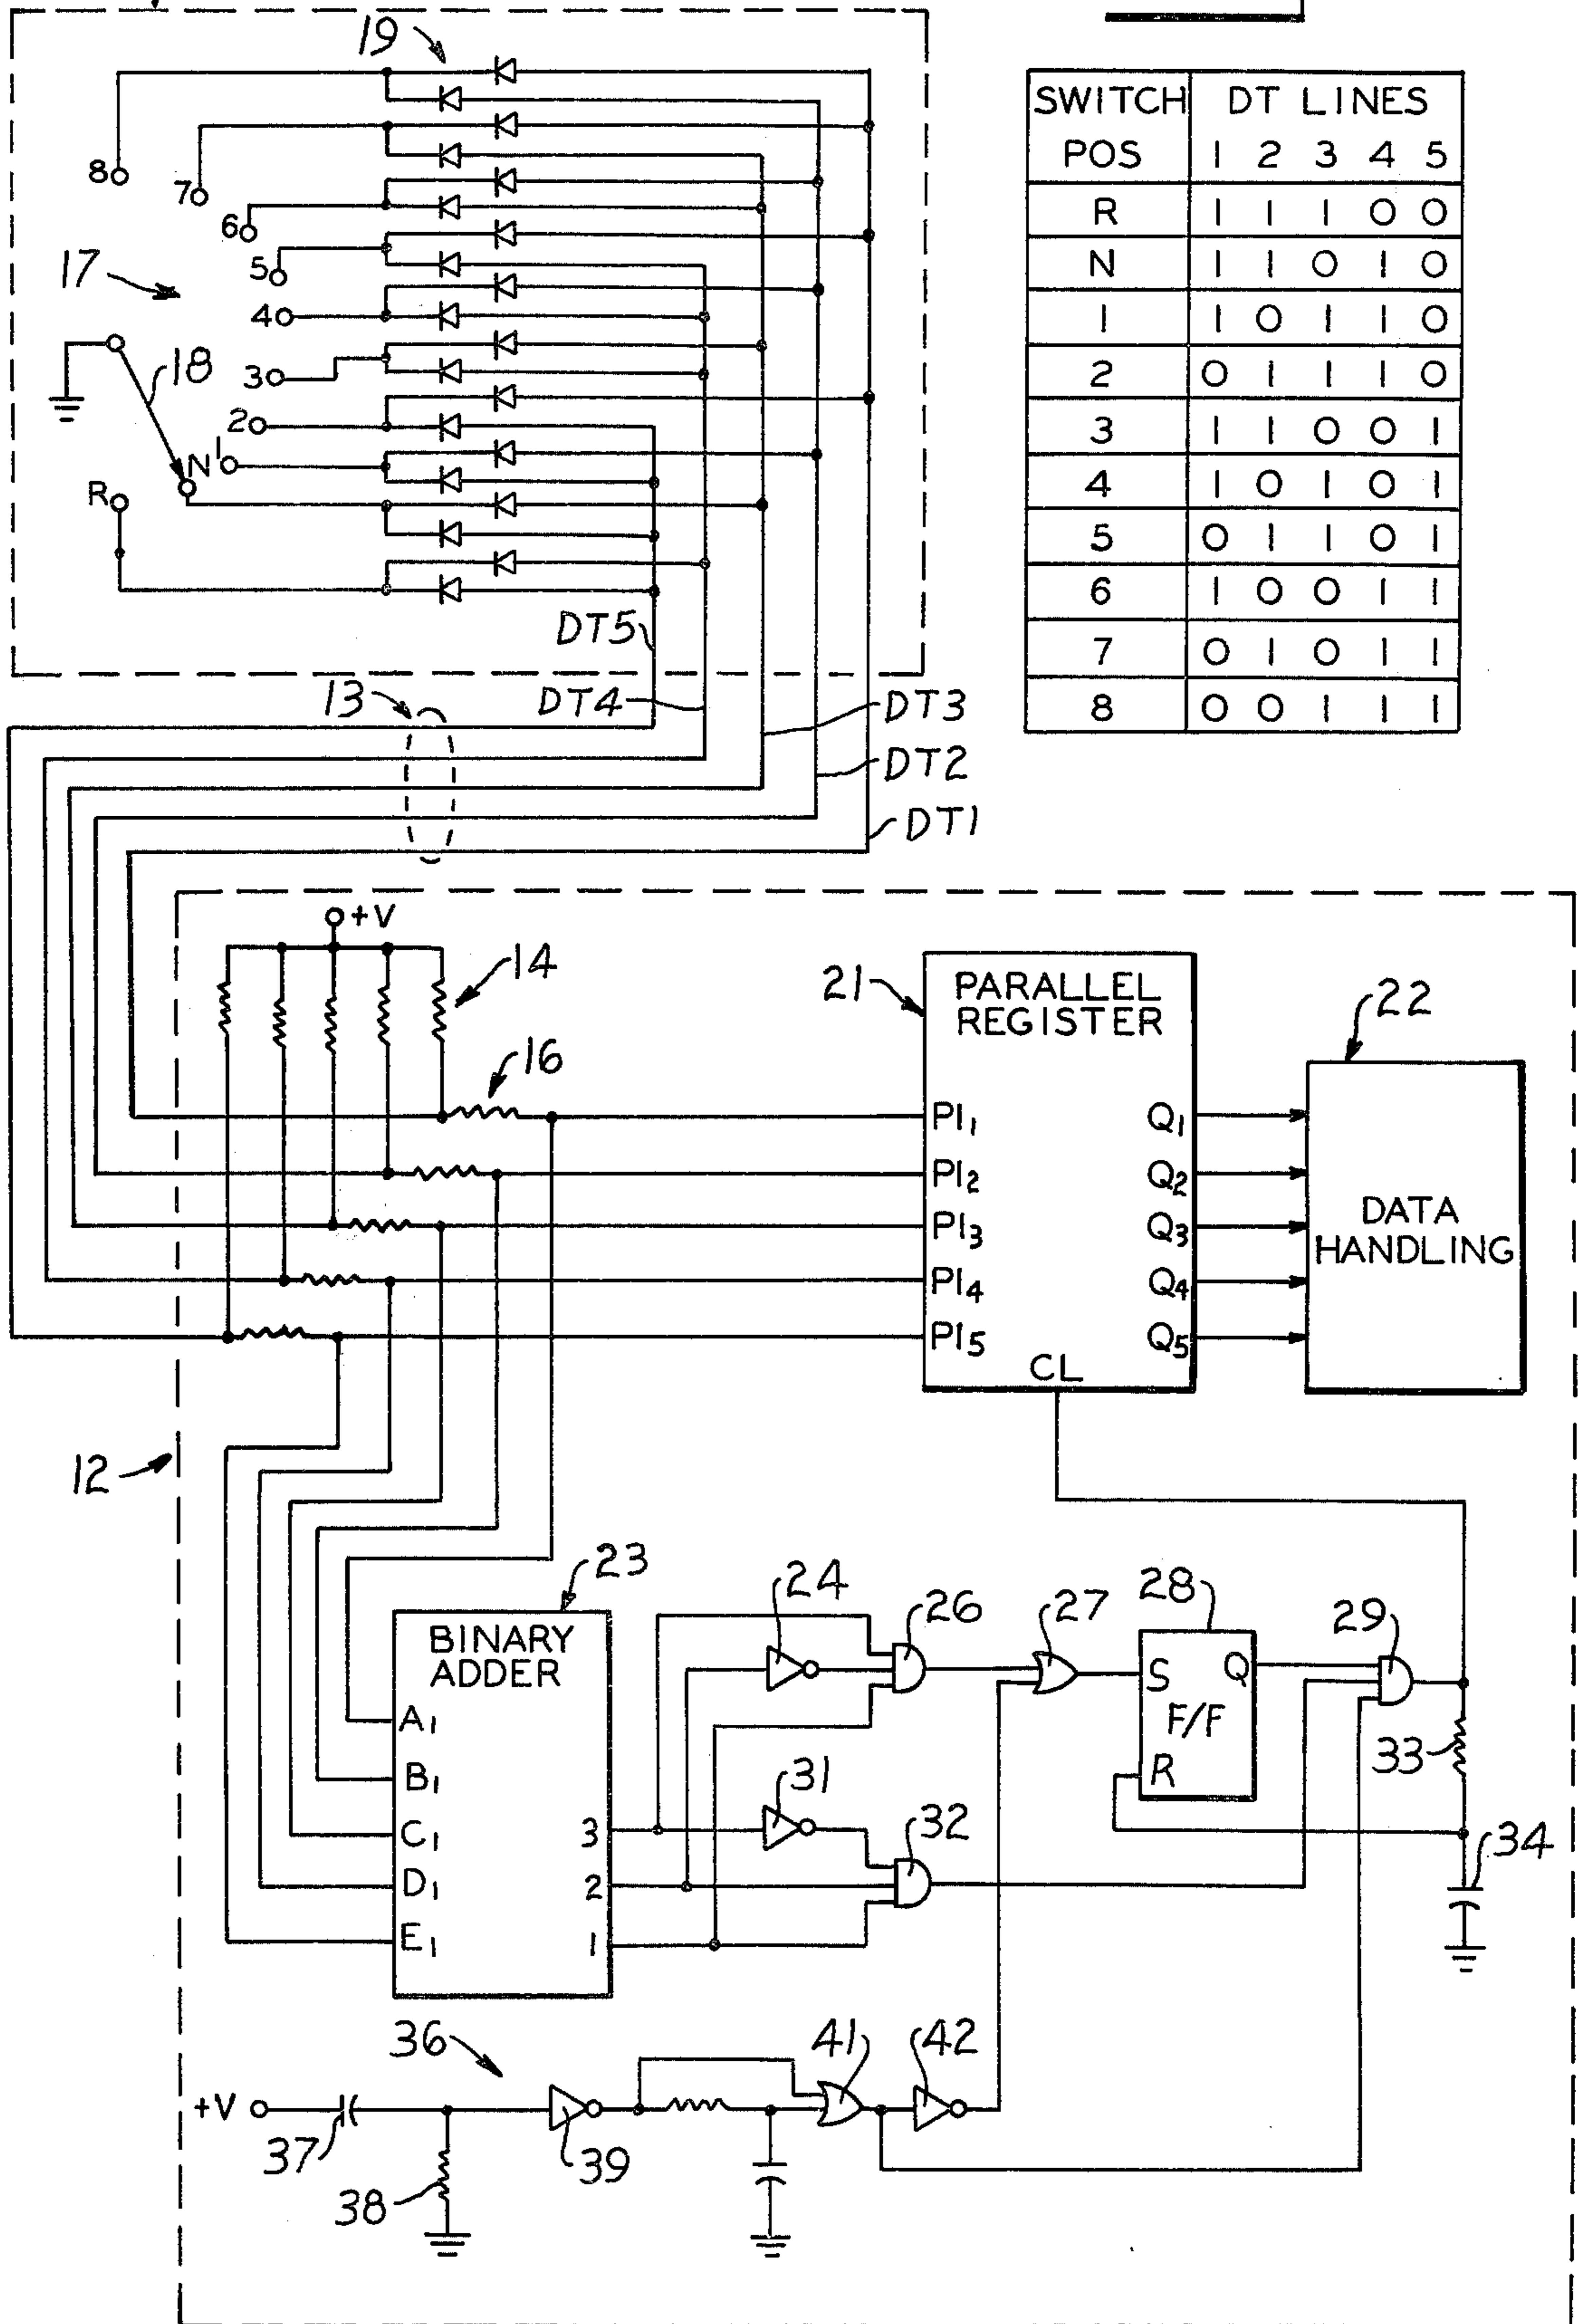 19
SWITCH POS DT LINES
1 2 3 4 5
R 1 1 1 0 0
N 1 1 0 1 0
1 1 0 1 1 0
2 0 1 1 1 0
3 1 1 0 0 1
4 1 0 1 0 1
5 0 1 1 0 1
6 1 0 0 1 1
7 0 1 0 1 1
8 0 0 1 1 1
8
7
6
5
17
4
18
3
2
1
N
R
DT5
13
DT4
DT3
DT2
DT1
+V
14
16
21
PARALLEL
REGISTER
22
PI1 Q1
PI2 Q2
PI3 Q3
PI4 Q4
PI5 Q5
CL
DATA
HANDLING
12
23
BINARY
ADDER
A1
B1
C1
D1
E1
3
2
1
24
26
27
28
S Q
F/F
R
29
31
32
33
34
36
41
42
+V
37
38
39